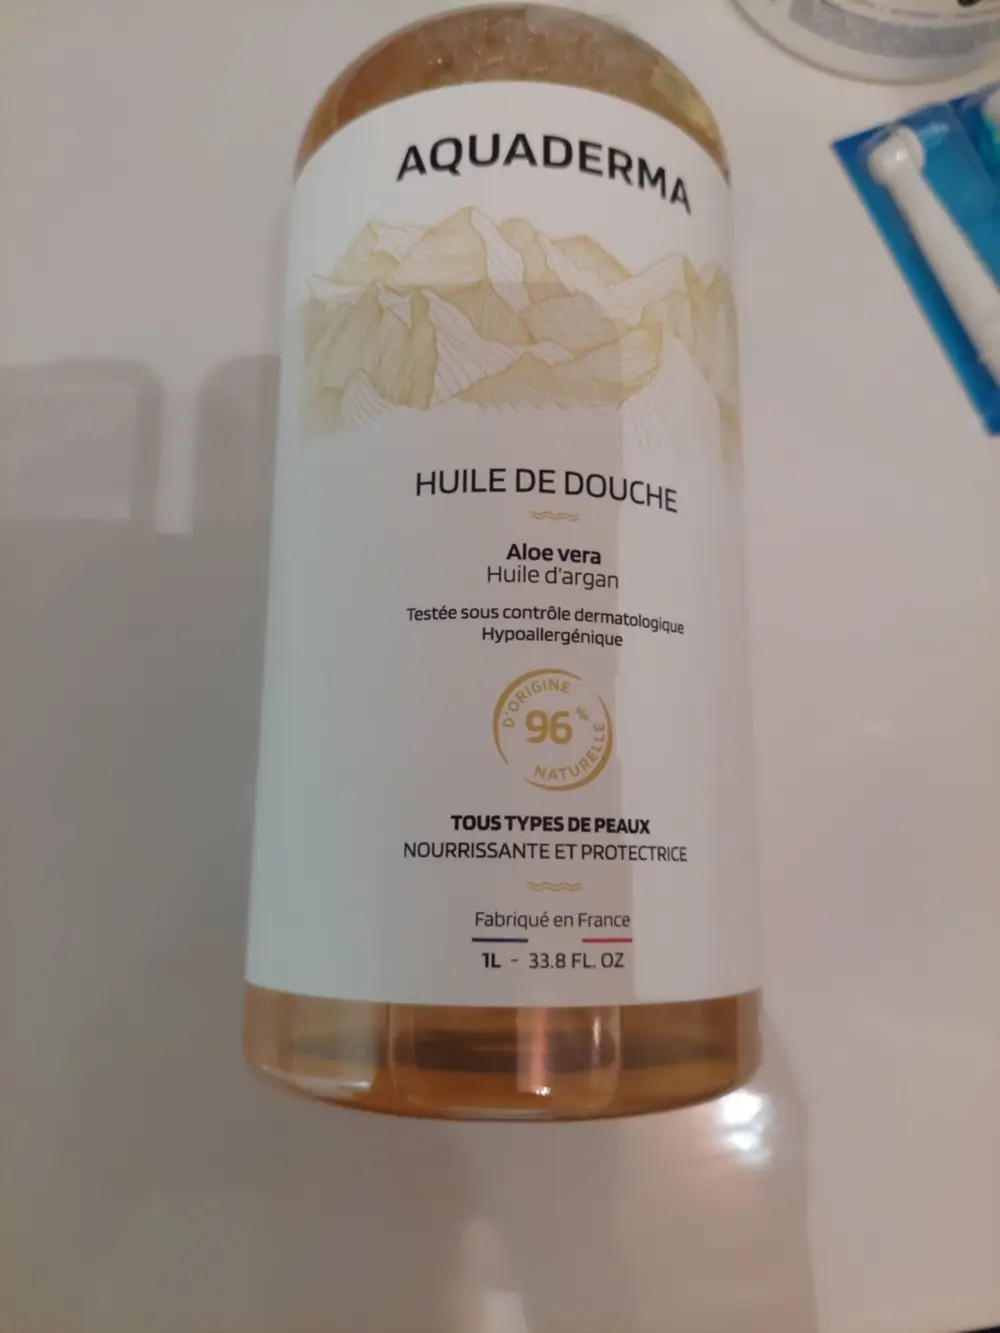 AQUADERMA
HUILE DE DOUCHE
Aloe vera
Huile d'argan
Testée sous contrôle dermatologique
Hypoallergénique
D'ORIGINE
96%
NATURELLE
TOUS TYPES DE PEAUX
NOURRISSANTE ET PROTECTRICE
Fabriqué en France
1L - 33.8 FL. OZ